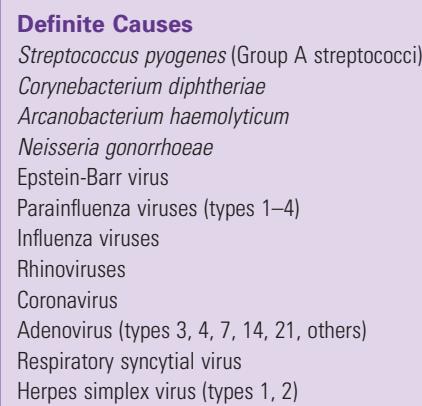 Definite Causes
Streptococcus pyogenes (Group A streptococci)
Corynebacterium diphtheriae
Arcanobacterium haemolyticum
Neisseria gonorrhoeae
Epstein-Barr virus
Parainfluenza viruses (types 1–4)
Influenza viruses
Rhinoviruses
Coronavirus
Adenovirus (types 3, 4, 7, 14, 21, others)
Respiratory syncytial virus
Herpes simplex virus (types 1, 2)